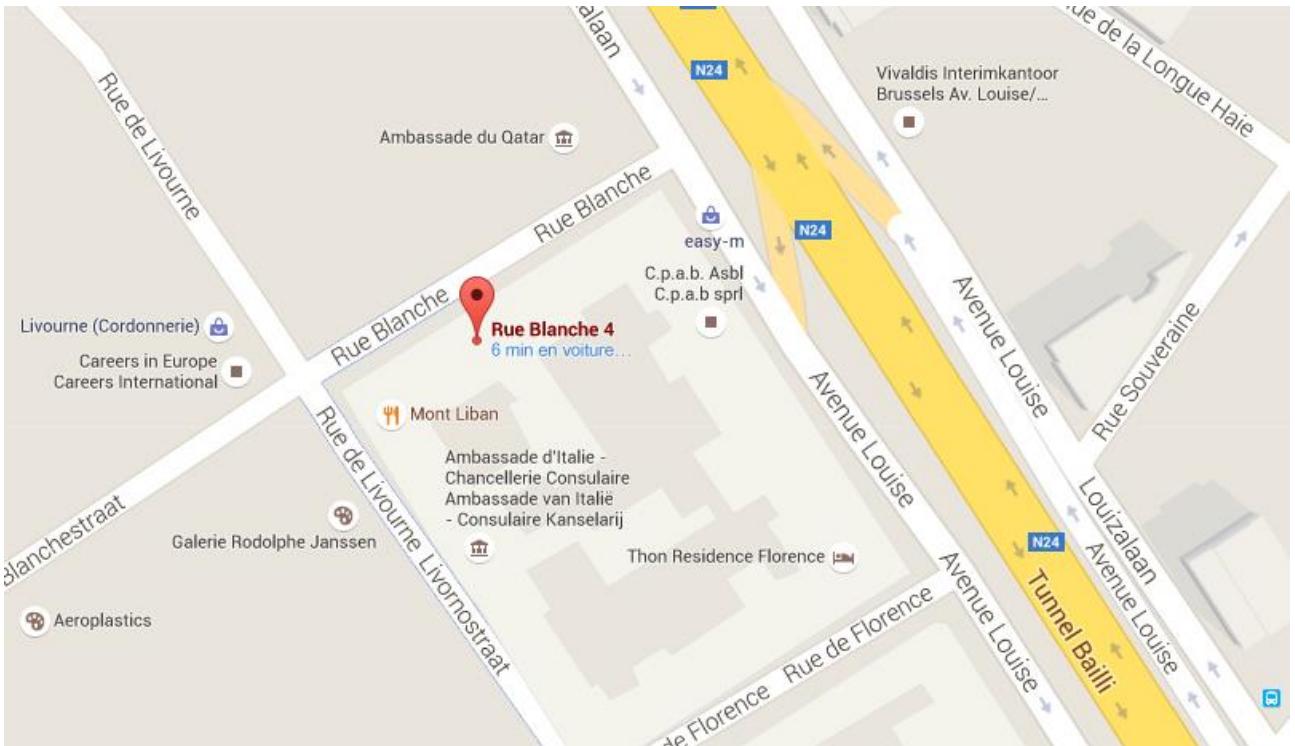 alaan
N24
ue de la Longue Haie
Vivaldis Interimkantoor
Brussels Av. Louise/...
Rue de Livourne
Ambassade du Qatar
Rue Blanche
easy-m
N24
C.p.a.b. Asbl
C.p.a.b sprl
Rue Blanche
Rue Blanche 4
6 min en voiture...
Livourne (Cordonnerie)
Careers in Europe
Careers International
Avenue Louise
Rue Souveraine
Mont Liban
Avenue Louise
Rue de Livourne
Livornostraat
Ambassade d'Italie -
Chancellerie Consulaire
Ambassade van Italië
- Consulaire Kanselarij
Blanchestraat
Galerie Rodolphe Janssen
Louizalaan
N24
Avenue Louise
Thon Residence Florence
Avenue Louise
Tunnel Bailli
Aeroplastics
Rue de Florence
de Florence